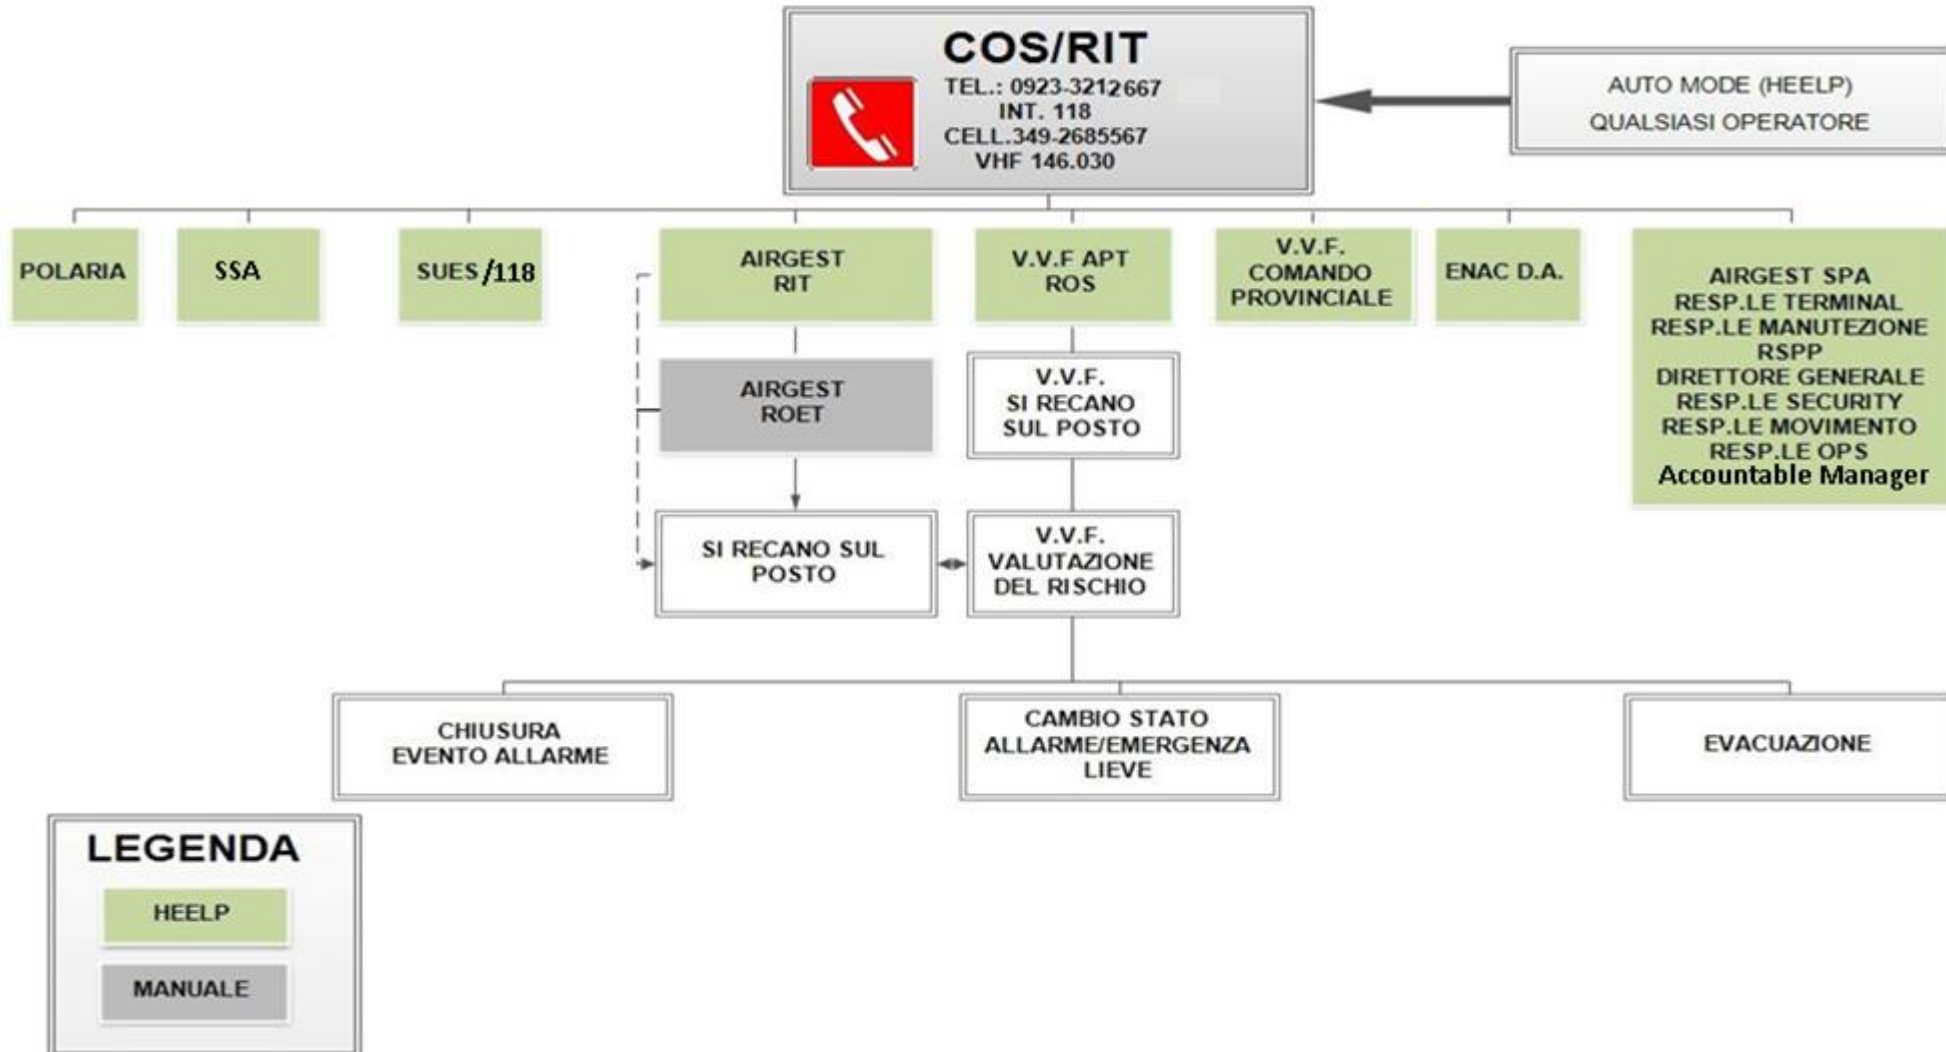 COS/RIT
TEL.: 0923-3212667
INT. 118
CELL.349-2685567
VHF 146.030
AUTO MODE (HEELP)
QUALSIASI OPERATORE
POLARIA
SSA
SUES/118
AIRGEST
RIT
V.V.F APT
ROS
V.V.F.
COMANDO
PROVINCIALE
ENAC D.A.
AIRGEST SPA
RESP.LE TERMINAL
RESP.LE MANUTEZIONE
RSPP
DIRETTORE GENERALE
RESP.LE SECURITY
RESP.LE MOVIMENTO
RESP.LE OPS
Accountable Manager
AIRGEST
ROET
V.V.F.
SI RECANO
SUL POSTO
SI RECANO SUL
POSTO
V.V.F.
VALUTAZIONE
DEL RISCHIO
CHIUSURA
EVENTO ALLARME
CAMBIO STATO
ALLARME/EMERGENZA
LIEVE
EVACUAZIONE
LEGENDA
HEELP
MANUALE